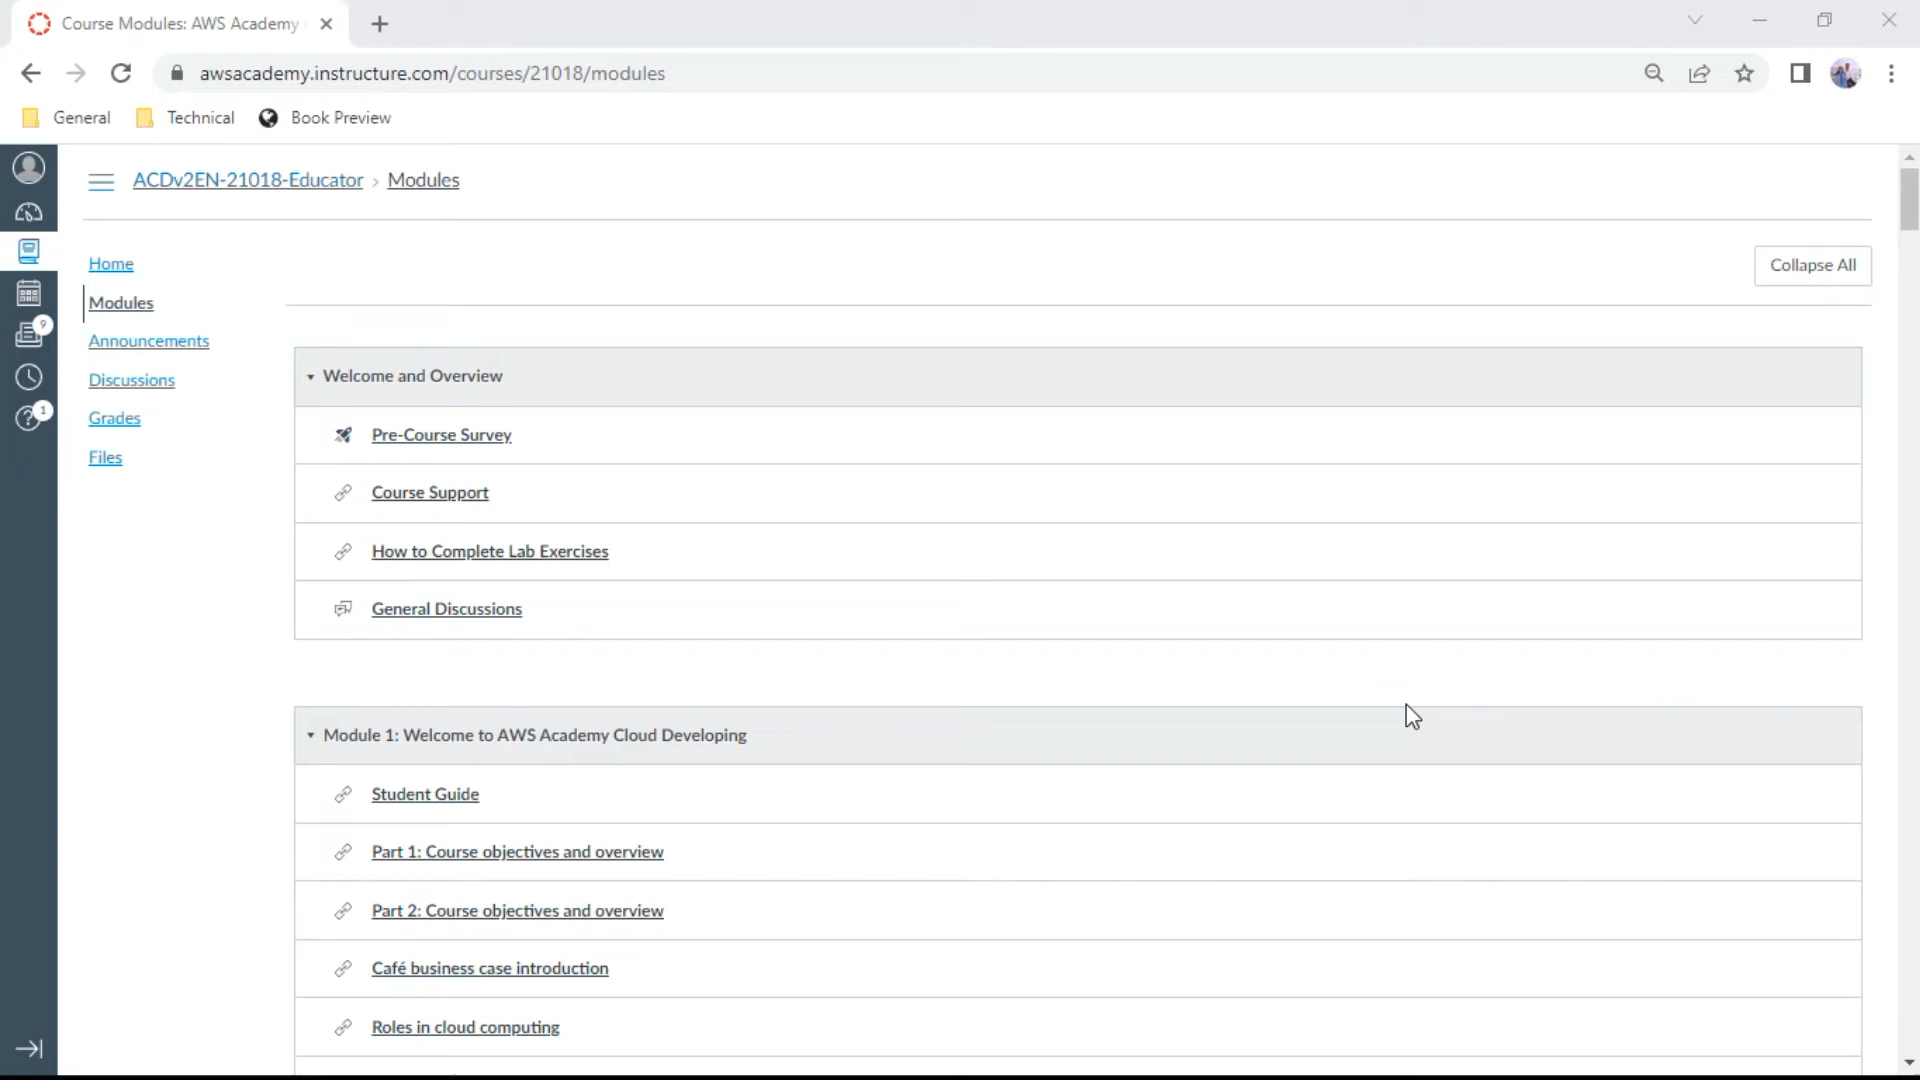 Course Modules: AWS Academy
awsacademy.instructure.com/courses/21018/modules
General Technical Book Preview
ACDv2EN-21018-Educator > Modules
Home
Modules
Announcements
Discussions
Grades
Files
9
1
Collapse All
Welcome and Overview
Pre-Course Survey
Course Support
How to Complete Lab Exercises
General Discussions
Module 1: Welcome to AWS Academy Cloud Developing
Student Guide
Part 1: Course objectives and overview
Part 2: Course objectives and overview
Café business case introduction
Roles in cloud computing